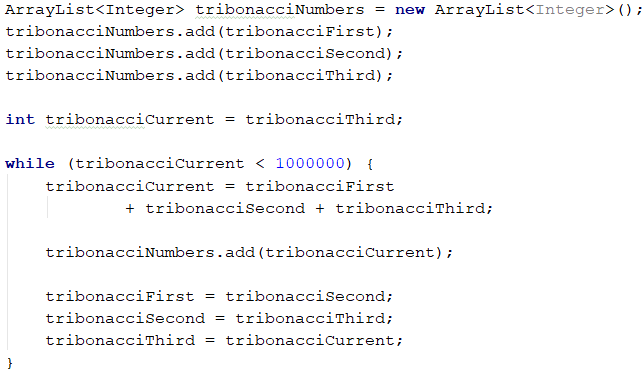 ArrayList<Integer> tribonacciNumbers = new ArrayList<Integer>();
tribonacciNumbers.add(tribonacciFirst);
tribonacciNumbers.add(tribonacciSecond);
tribonacciNumbers.add(tribonacciThird);

int tribonacciCurrent = tribonacciThird;

while (tribonacciCurrent < 1000000) {
    tribonacciCurrent = tribonacciFirst
            + tribonacciSecond + tribonacciThird;

    tribonacciNumbers.add(tribonacciCurrent);

    tribonacciFirst = tribonacciSecond;
    tribonacciSecond = tribonacciThird;
    tribonacciThird = tribonacciCurrent;
}